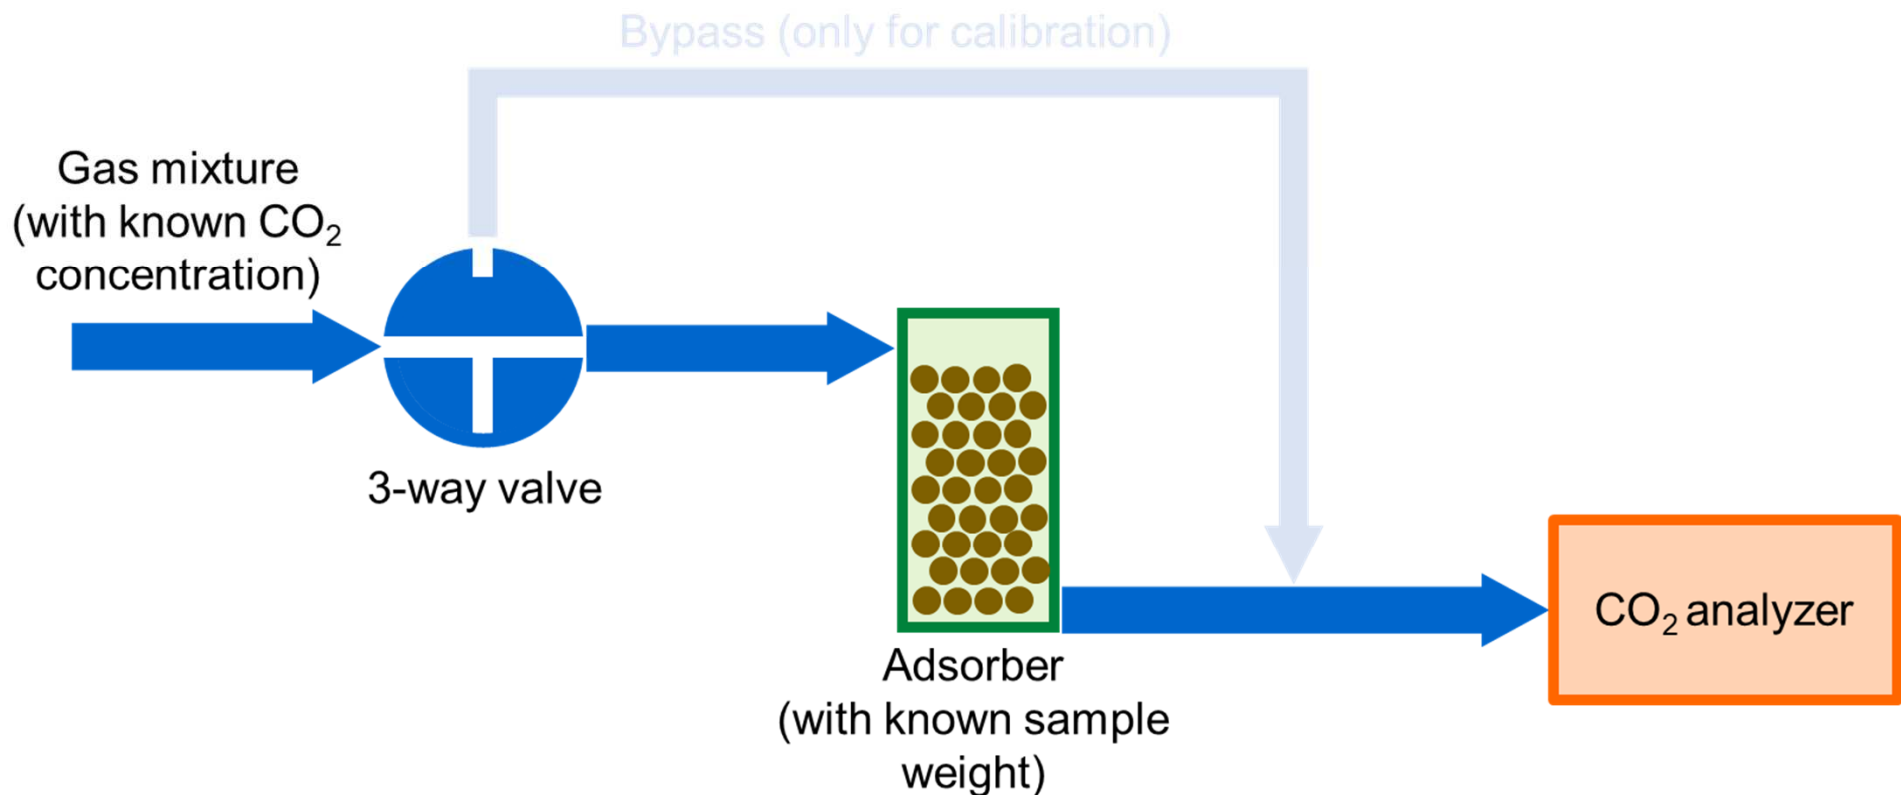 Bypass (only for calibration)
Gas mixture
(with known CO₂
concentration)
3-way valve
Adsorber
(with known sample
weight)
CO₂ analyzer